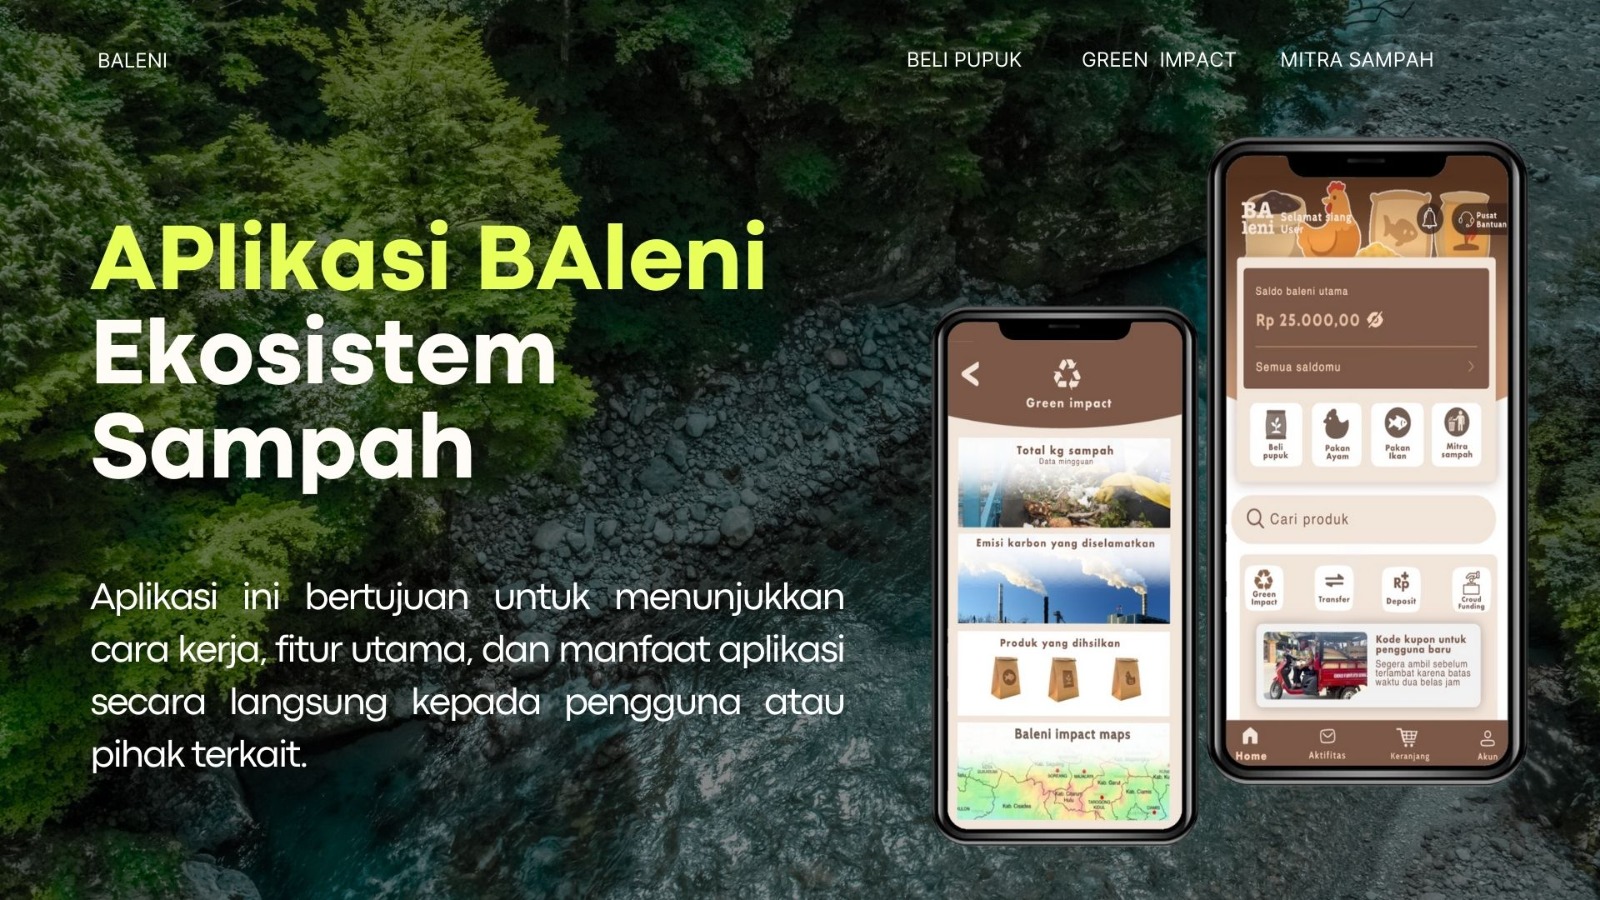 BALENI
BELI PUPUK
GREEN IMPACT
MITRA SAMPAH
APlikasi BAleni
Ekosistem
Sampah
Aplikasi ini bertujuan untuk menunjukkan
cara kerja, fitur utama, dan manfaat aplikasi
secara langsung kepada pengguna atau
pihak terkait.
Green impact
Total kg sampah
Data mingguan
Emisi karbon yang diselamatkan
Produk yang dihsilkan
Baleni impact maps
Kab. Garut
Kab. Ciamis
BA
leni
Selamat siang
User
Pusat
Bantuan
Saldo baleni utama
Rp 25.000,00
Semua saldomu
Beli
pupuk
Pakan
Ayam
Pakan
Ikan
Mitra
sampah
Cari produk
Green
Impact
Transfer
Rp
Deposit
Croud
Funding
Kode kupon untuk
pengguna baru
Segera ambil sebelum
terlambat karena batas
waktu dua belas jam
Home
Aktifitas
Keranjang
Akun